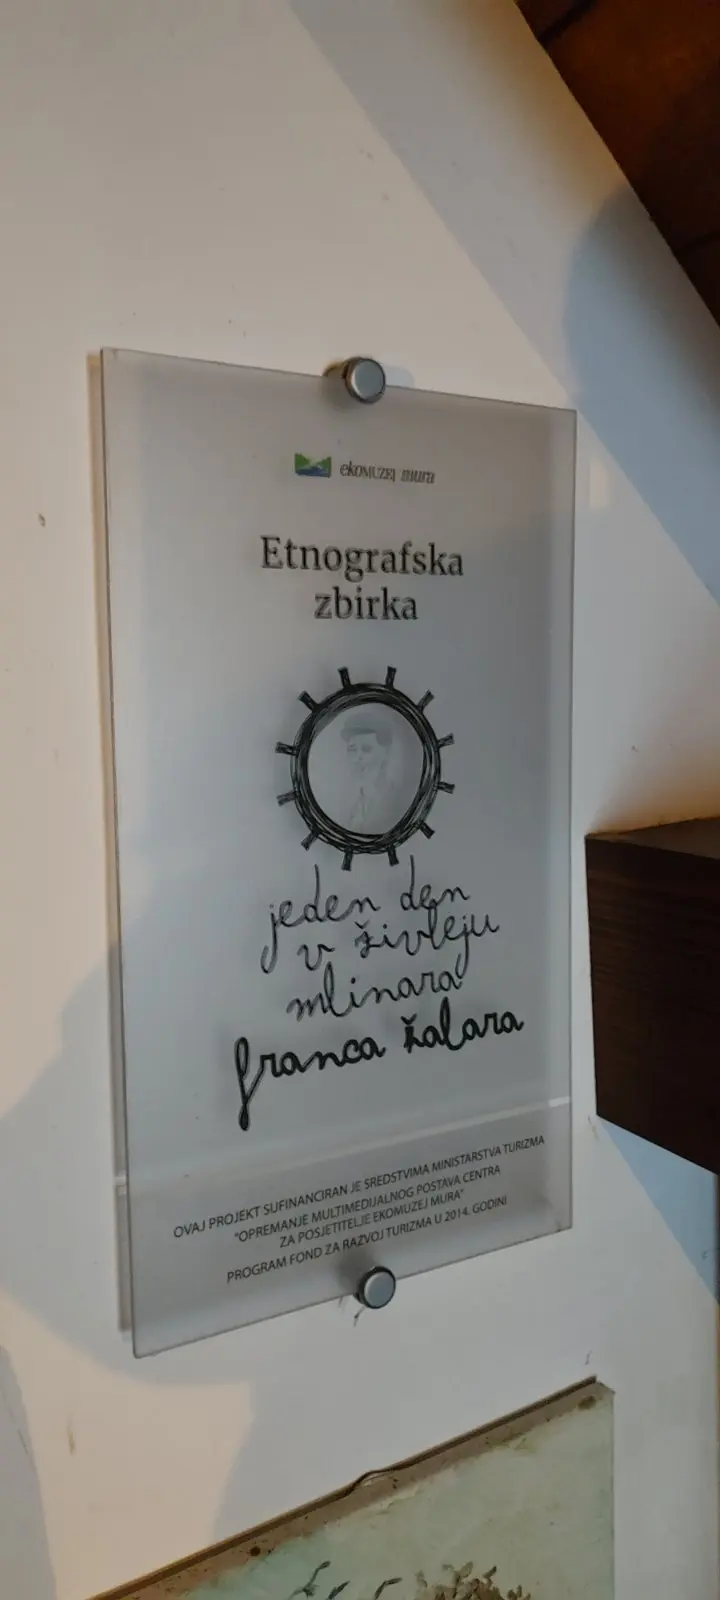 ekomuzej mura
Etnografska
zbirka
jeden den
v živleju
mlinara
franca žalara
OVAJ PROJEKT SUFINANCIRAN JE SREDSTVIMA MINISTARSTVA TURIZMA
"OPREMANJE MULTIMEDIJALNOG POSTAVA CENTRA
ZA POSJETITELJE EKOMUZEJ MURA"
PROGRAM FOND ZA RAZVOJ TURIZMA U 2014. GODINI